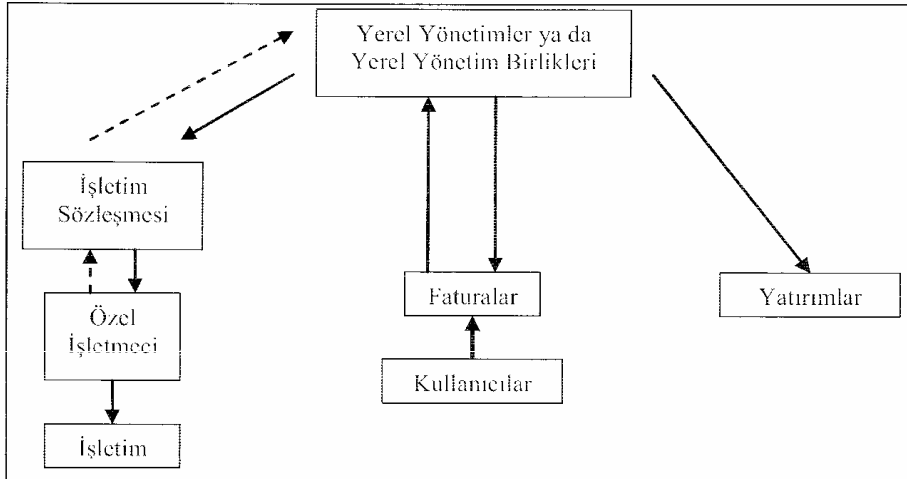 Yerel Yönetimler ya da
Yerel Yönetim Birlikleri
İşletim
Sözleşmesi
Özel
İşletmeci
İşletim
Faturalar
Kullanıcılar
Yatırımlar